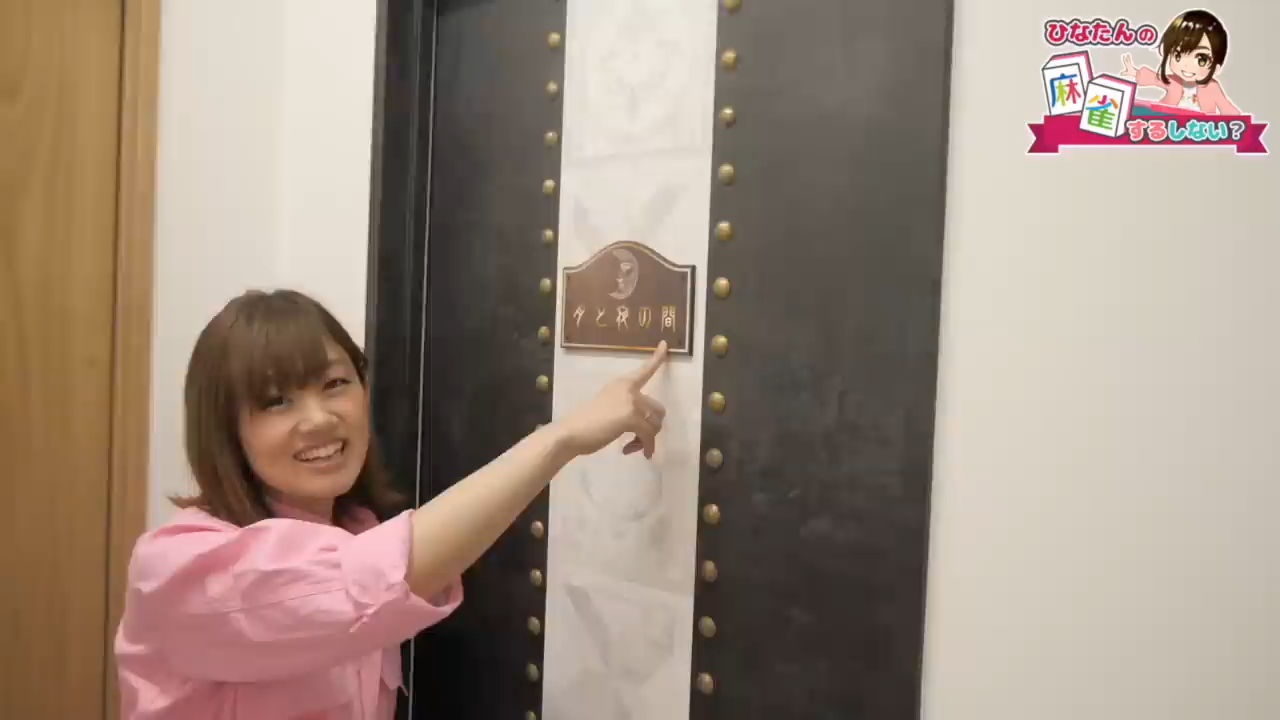 ひなたんの
麻雀
するしない?
夕と夜の間